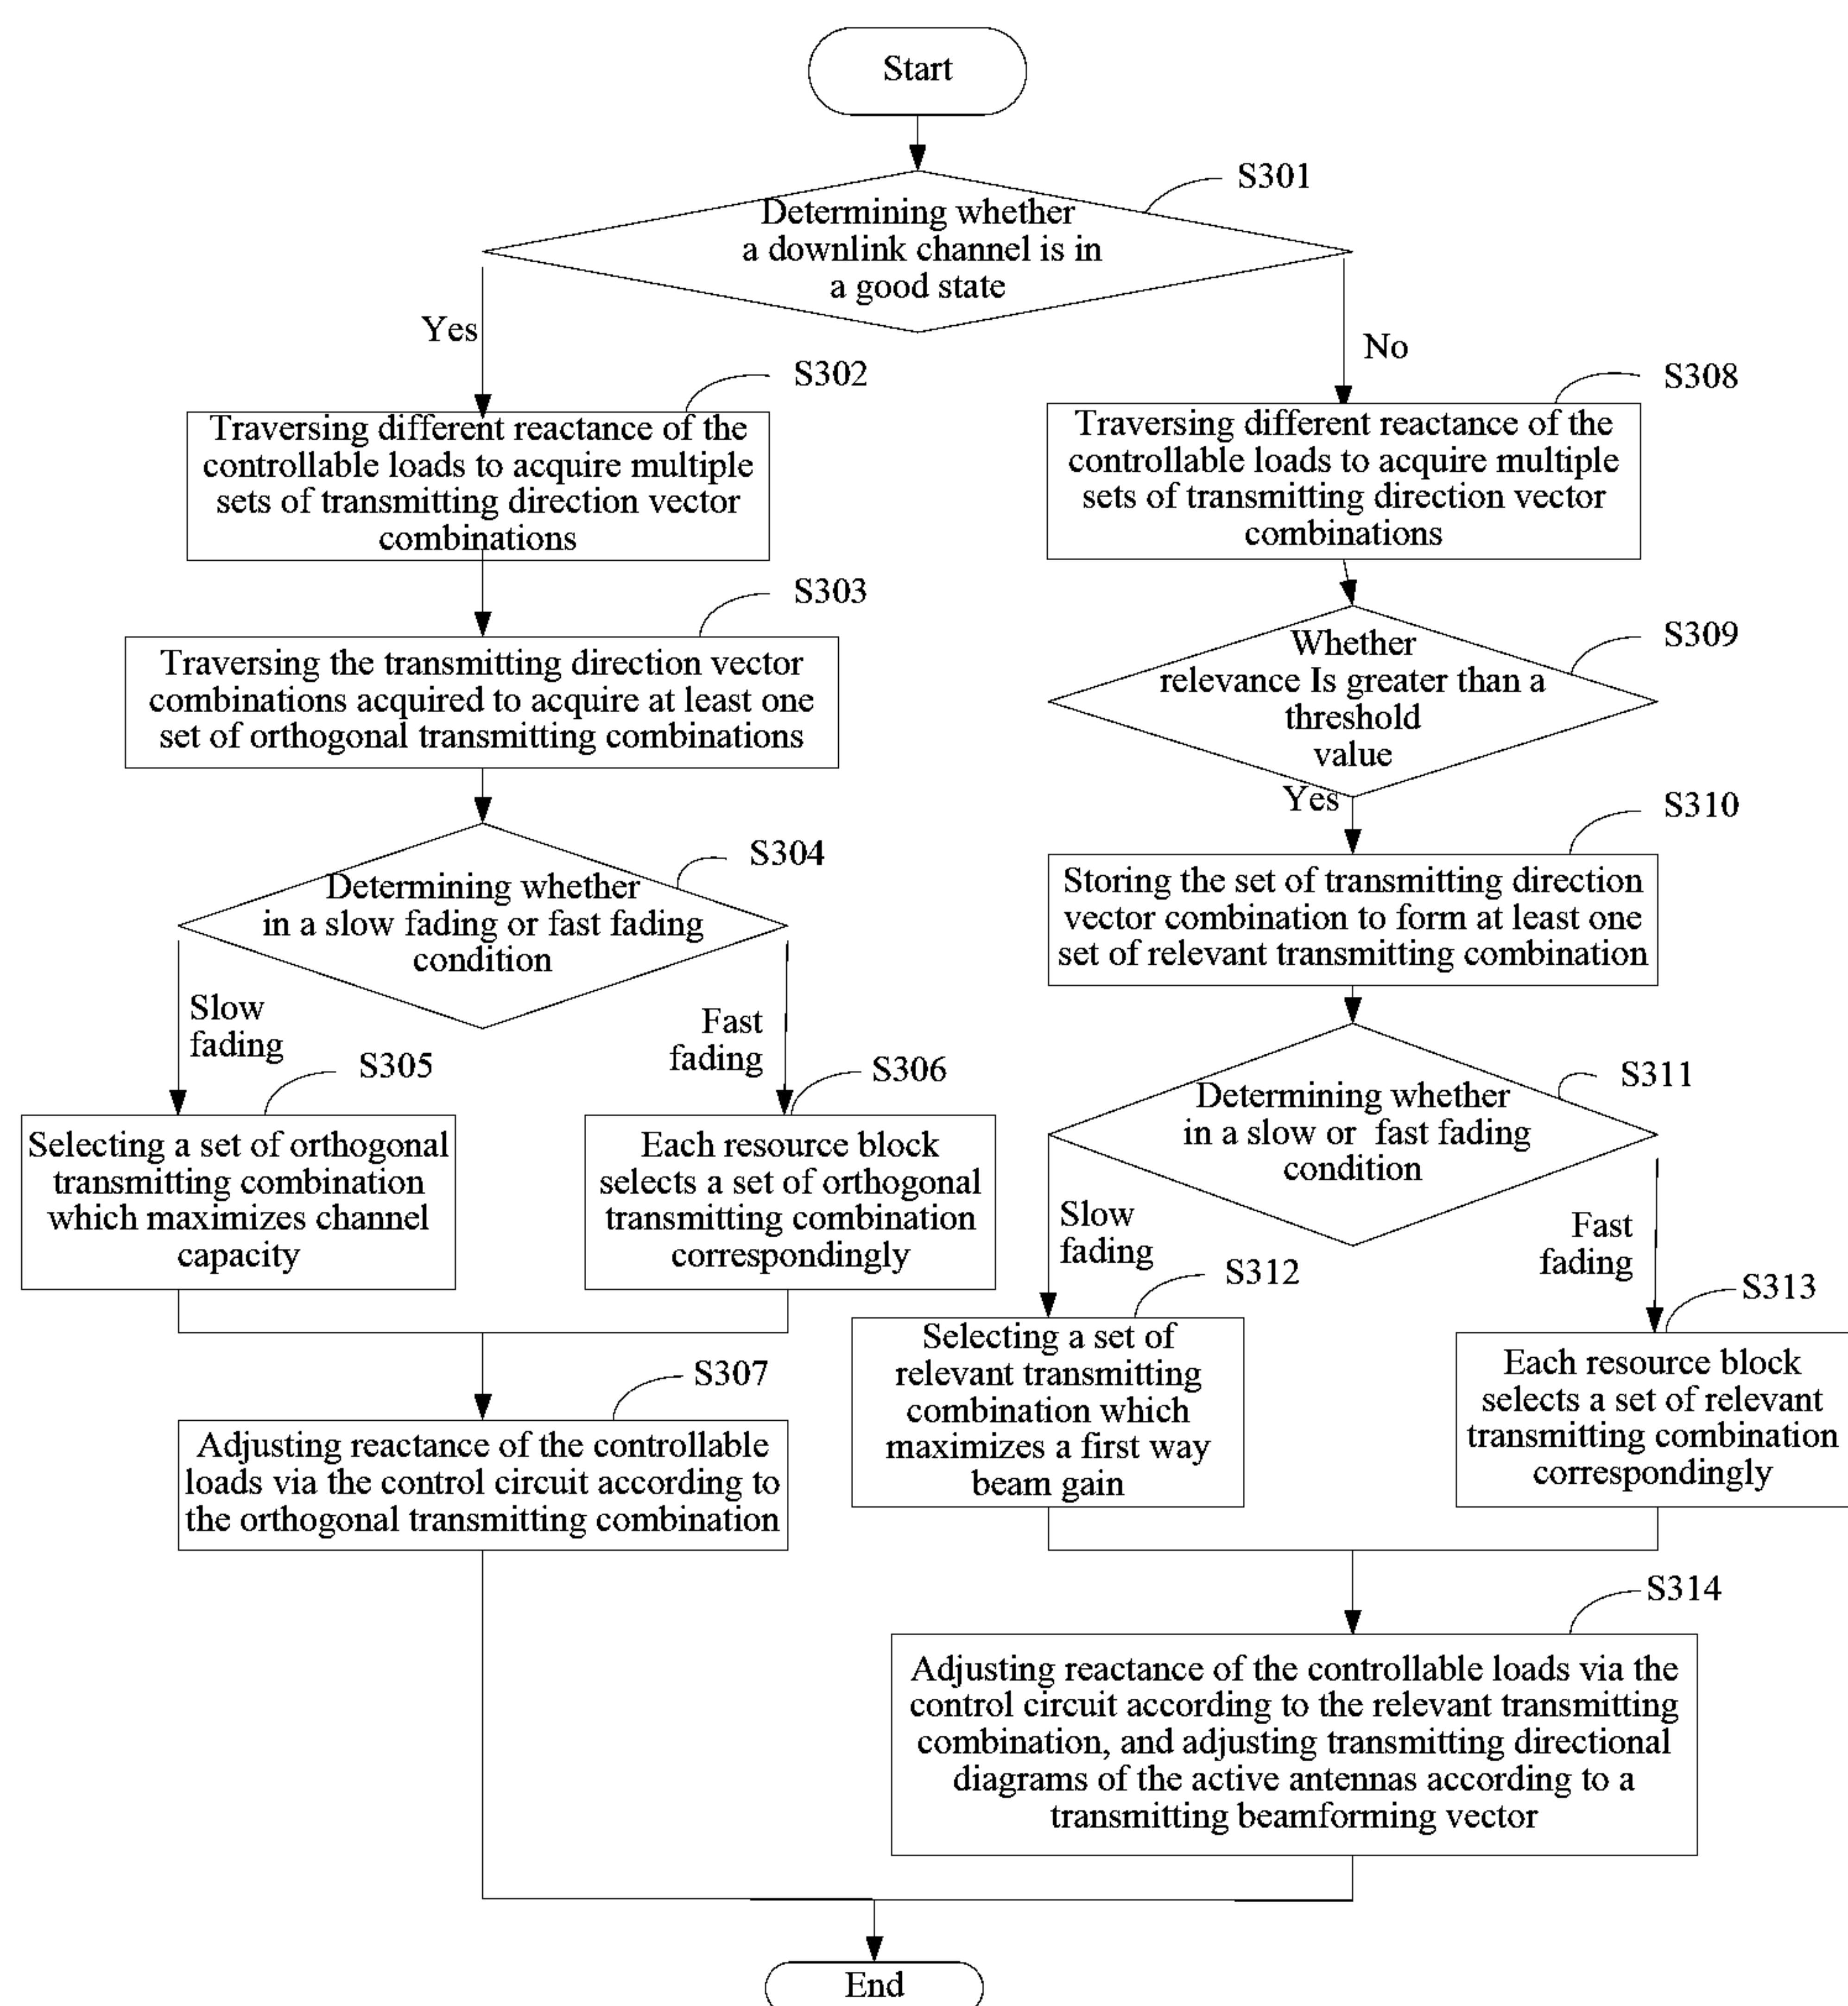 Start
S301
Determining whether
a downlink channel is in
a good state
Yes
No
S302
Traversing different reactance of the
controllable loads to acquire multiple
sets of transmitting direction vector
combinations
S308
Traversing different reactance of the
controllable loads to acquire multiple
sets of transmitting direction vector
combinations
S303
Traversing the transmitting direction vector
combinations acquired to acquire at least one
set of orthogonal transmitting combinations
S309
Whether
relevance Is greater than a
threshold
value
Yes
S310
Storing the set of transmitting direction
vector combination to form at least one
set of relevant transmitting combination
S304
Determining whether
in a slow fading or fast fading
condition
Slow
fading
Fast
fading
S305
Selecting a set of orthogonal
transmitting combination
which maximizes channel
capacity
S306
Each resource block
selects a set of orthogonal
transmitting combination
correspondingly
S311
Determining whether
in a slow or fast fading
condition
Slow
fading
Fast
fading
S312
Selecting a set of
relevant transmitting
combination which
maximizes a first way
beam gain
S313
Each resource block
selects a set of relevant
transmitting combination
correspondingly
S307
Adjusting reactance of the controllable
loads via the control circuit according to
the orthogonal transmitting combination
S314
Adjusting reactance of the controllable loads via the
control circuit according to the relevant transmitting
combination, and adjusting transmitting directional
diagrams of the active antennas according to a
transmitting beamforming vector
End